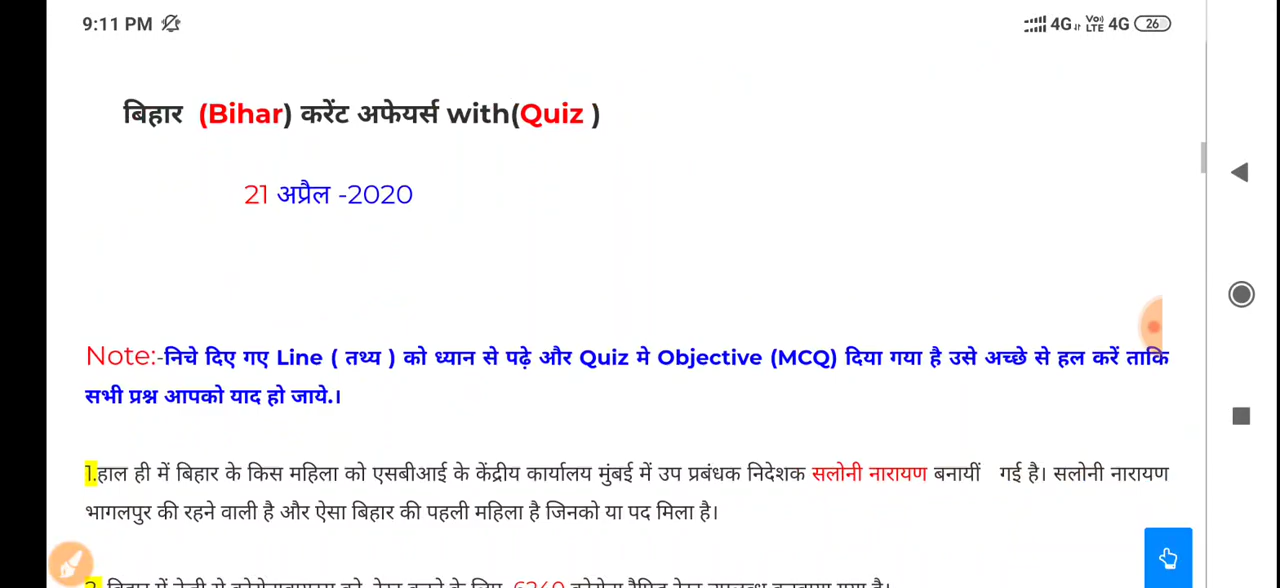 9:11 PM 4G VoLTE 4G 26
बिहार (Bihar) करेंट अफेयर्स with(Quiz )
21 अप्रैल -2020
Note:-निचे दिए गए Line ( तथ्य ) को ध्यान से पढ़े और Quiz मे Objective (MCQ) दिया गया है उसे अच्छे से हल करें ताकि
सभी प्रश्न आपको याद हो जाये.।
1.हाल ही में बिहार के किस महिला को एसबीआई के केंद्रीय कार्यालय मुंबई में उप प्रबंधक निदेशक सलोनी नारायण बनायीं गई है। सलोनी नारायण
भागलपुर की रहने वाली है और ऐसा बिहार की पहली महिला है जिनको या पद मिला है।